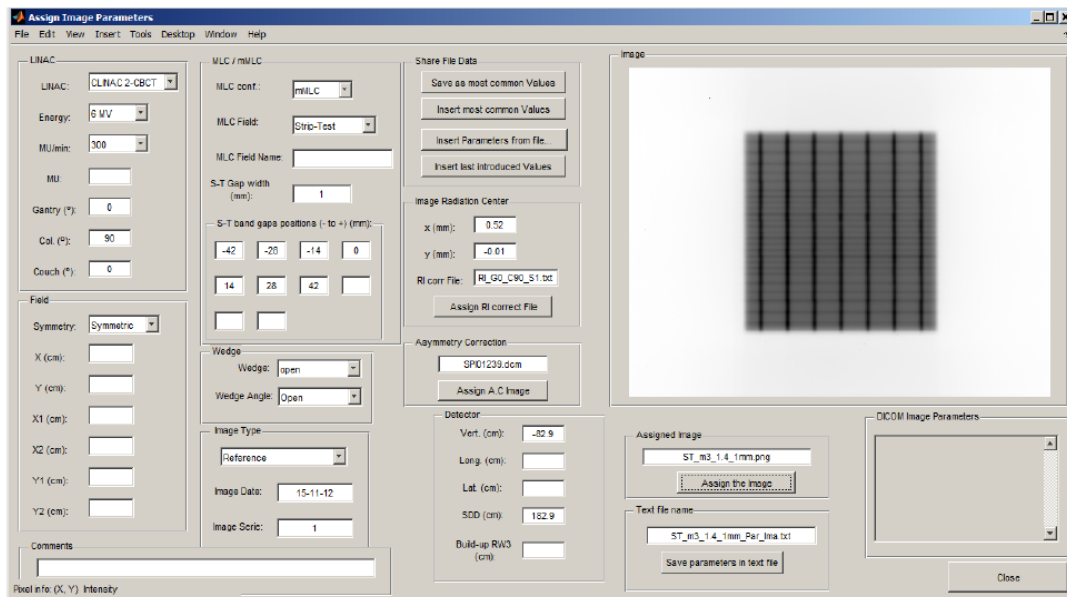 Assign Image Parameters
File Edit View Insert Tools Desktop Window Help
LINAC
LINAC: CLINAC 2-CBCT
Energy: 6 MV
MU/min: 300
MU:
Gantry (º): 0
Col. (º): 90
Couch (º): 0
Field
Symmetry: Symmetric
X (cm):
Y (cm):
X1 (cm):
X2 (cm):
Y1 (cm):
Y2 (cm):
Comments
Pixel info: (X, Y) Intensity
MLC / mMLC
MLC conf.: mMLC
MLC Field: Strip-Test
MLC Field Name:
S-T Gap width
(mm): 1
S-T band gaps positions (- to +) (mm):
-42 -28 -14 0
14 28 42
Wedge
Wedge: open
Wedge Angle: Open
Image Type
Reference
Image Date: 15-11-12
Image Serie: 1
Share File Data
Save as most common Values
Insert most common Values
Insert Parameters from file...
Insert last introduced Values
Image Radiation Center
x (mm): 0.52
y (mm): -0.01
RI corr File: RI_G0_C90_S1.txt
Assign RI correct File
Asymmetry Correction
SPI01239.dcm
Assign A.C Image
Detector
Vert. (cm): -82.9
Long. (cm):
Lat. (cm):
SDD (cm): 182.9
Build-up RW3
(cm):
Image
Assigned Image
ST_m3_1.4_1mm.png
Assign the Image
Text file name
ST_m3_1.4_1mm_Par_Ima.txt
Save parameters in text file
DICOM Image Parameters
Close